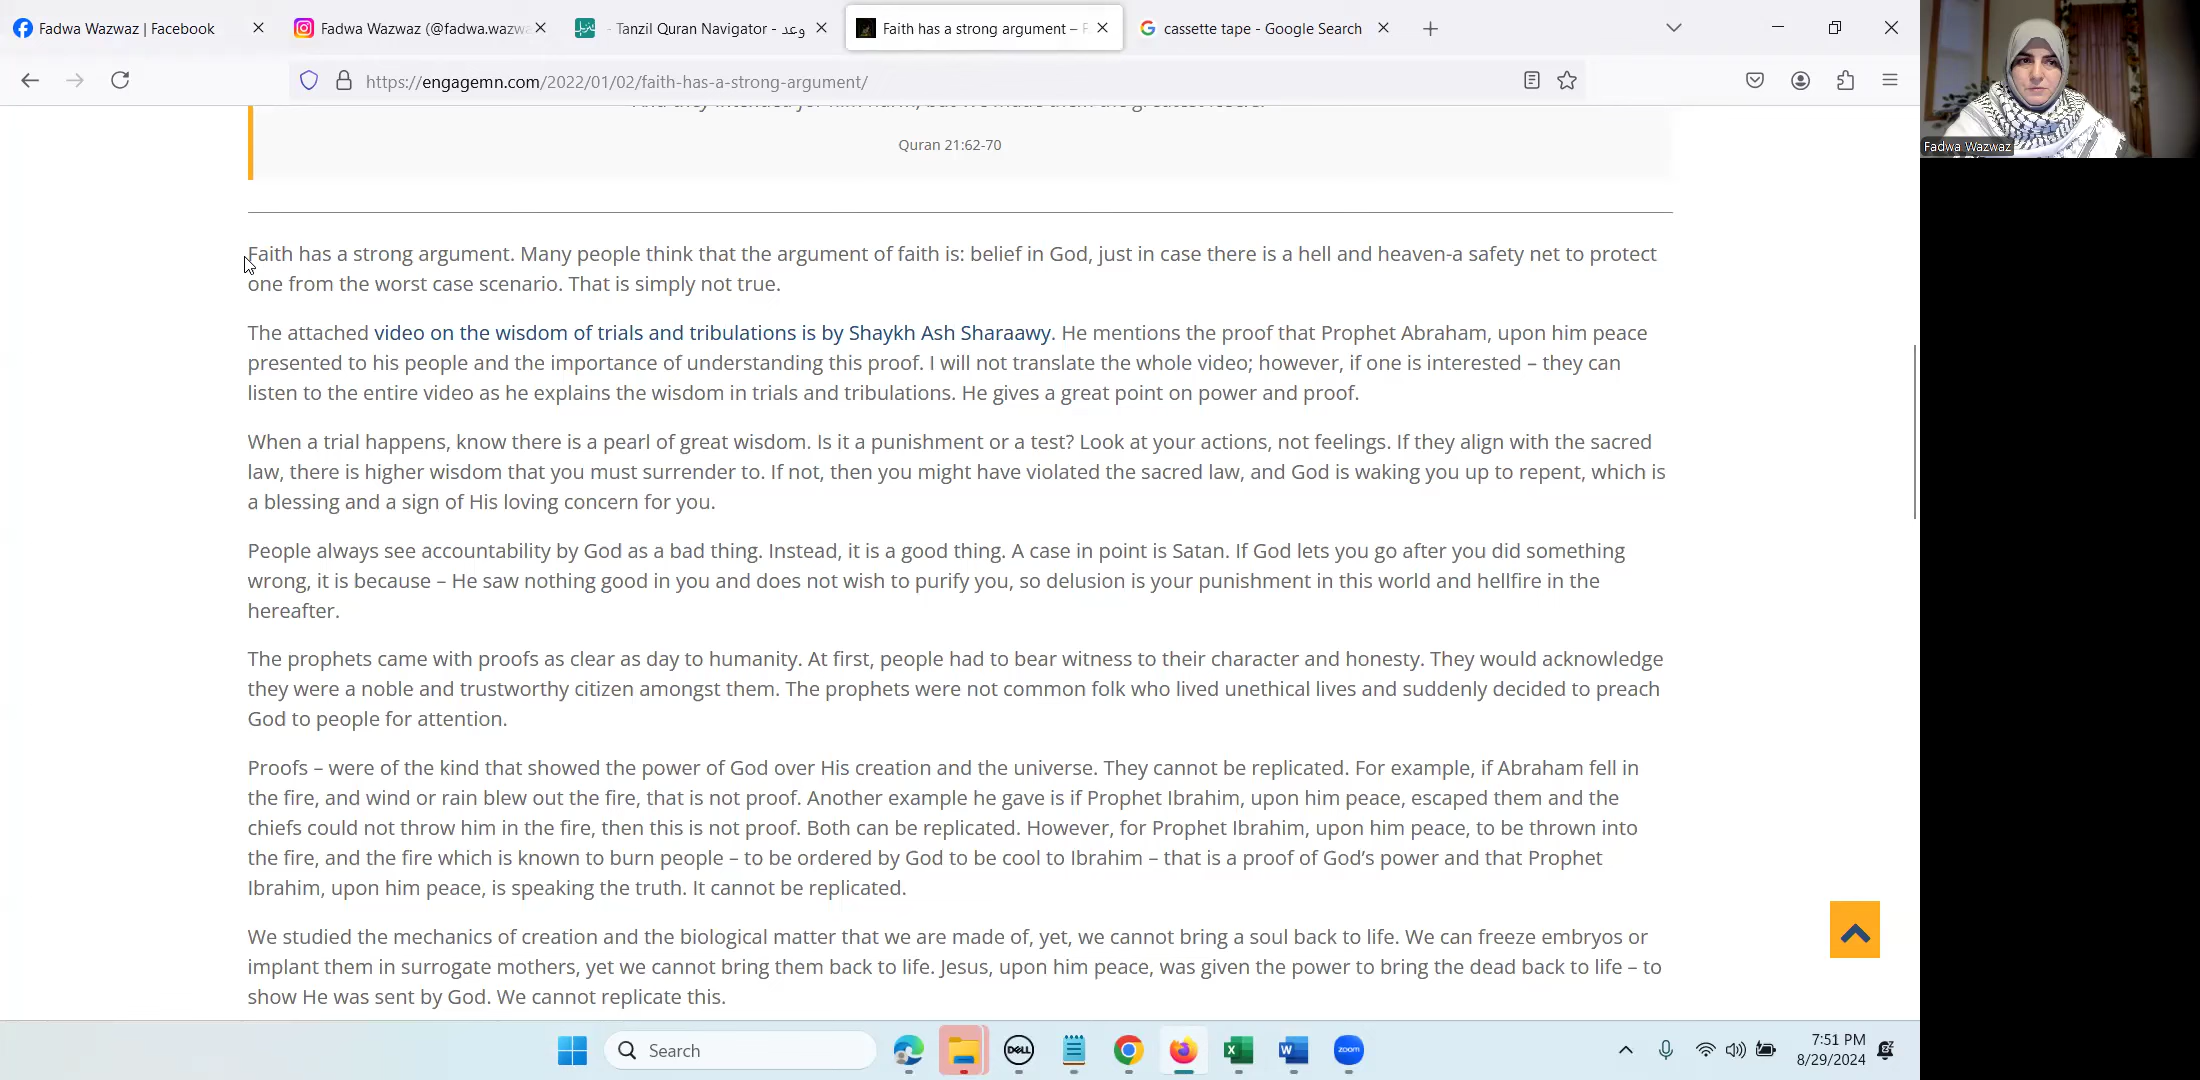 Fadwa Wazwaz | Facebook
Fadwa Wazwaz (@fadwa.wazwa
Tanzil Quran Navigator - وعد
Faith has a strong argument –
cassette tape - Google Search
https://engagemn.com/2022/01/02/faith-has-a-strong-argument/
Fadwa Wazwaz
Quran 21:62-70
Faith has a strong argument. Many people think that the argument of faith is: belief in God, just in case there is a hell and heaven-a safety net to protect
one from the worst case scenario. That is simply not true.
The attached video on the wisdom of trials and tribulations is by Shaykh Ash Sharaawy. He mentions the proof that Prophet Abraham, upon him peace
presented to his people and the importance of understanding this proof. I will not translate the whole video; however, if one is interested – they can
listen to the entire video as he explains the wisdom in trials and tribulations. He gives a great point on power and proof.
When a trial happens, know there is a pearl of great wisdom. Is it a punishment or a test? Look at your actions, not feelings. If they align with the sacred
law, there is higher wisdom that you must surrender to. If not, then you might have violated the sacred law, and God is waking you up to repent, which is
a blessing and a sign of His loving concern for you.
People always see accountability by God as a bad thing. Instead, it is a good thing. A case in point is Satan. If God lets you go after you did something
wrong, it is because – He saw nothing good in you and does not wish to purify you, so delusion is your punishment in this world and hellfire in the
hereafter.
The prophets came with proofs as clear as day to humanity. At first, people had to bear witness to their character and honesty. They would acknowledge
they were a noble and trustworthy citizen amongst them. The prophets were not common folk who lived unethical lives and suddenly decided to preach
God to people for attention.
Proofs – were of the kind that showed the power of God over His creation and the universe. They cannot be replicated. For example, if Abraham fell in
the fire, and wind or rain blew out the fire, that is not proof. Another example he gave is if Prophet Ibrahim, upon him peace, escaped them and the
chiefs could not throw him in the fire, then this is not proof. Both can be replicated. However, for Prophet Ibrahim, upon him peace, to be thrown into
the fire, and the fire which is known to burn people – to be ordered by God to be cool to Ibrahim – that is a proof of God’s power and that Prophet
Ibrahim, upon him peace, is speaking the truth. It cannot be replicated.
We studied the mechanics of creation and the biological matter that we are made of, yet, we cannot bring a soul back to life. We can freeze embryos or
implant them in surrogate mothers, yet we cannot bring them back to life. Jesus, upon him peace, was given the power to bring the dead back to life – to
show He was sent by God. We cannot replicate this.
Search
DELL
zoom
7:51 PM
8/29/2024